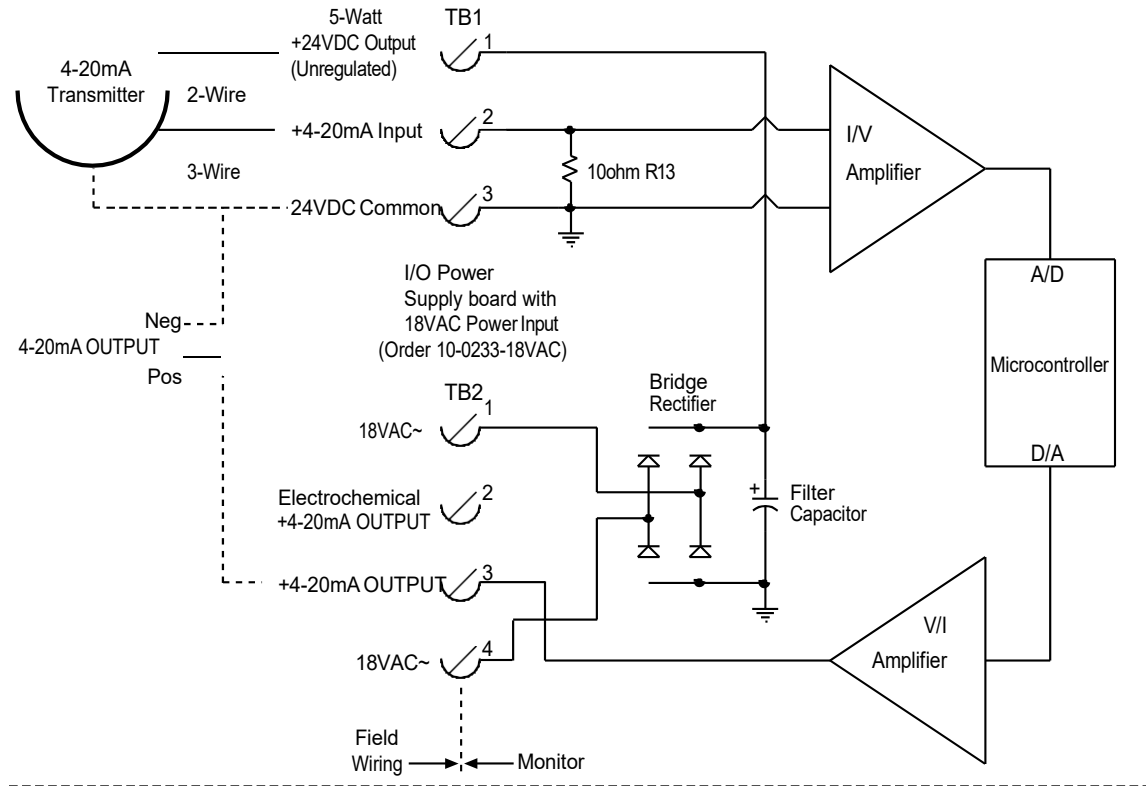 5-Watt
TB1
+24VDC Output
1
(Unregulated)
4-20mA
Transmitter
2-Wire
+4-20mA Input
2
I/V
Amplifier
3-Wire
10ohm R13
24VDC Common
3
I/O Power
Supply board with
18VAC Power Input
(Order 10-0233-18VAC)
A/D
Microcontroller
D/A
Neg
4-20mA OUTPUT
Pos
Bridge
Rectifier
TB2
1
18VAC~
Electrochemical
2
+4-20mA OUTPUT
+
Filter
Capacitor
+4-20mA OUTPUT
3
V/I
Amplifier
18VAC~
4
Field
Wiring
Monitor